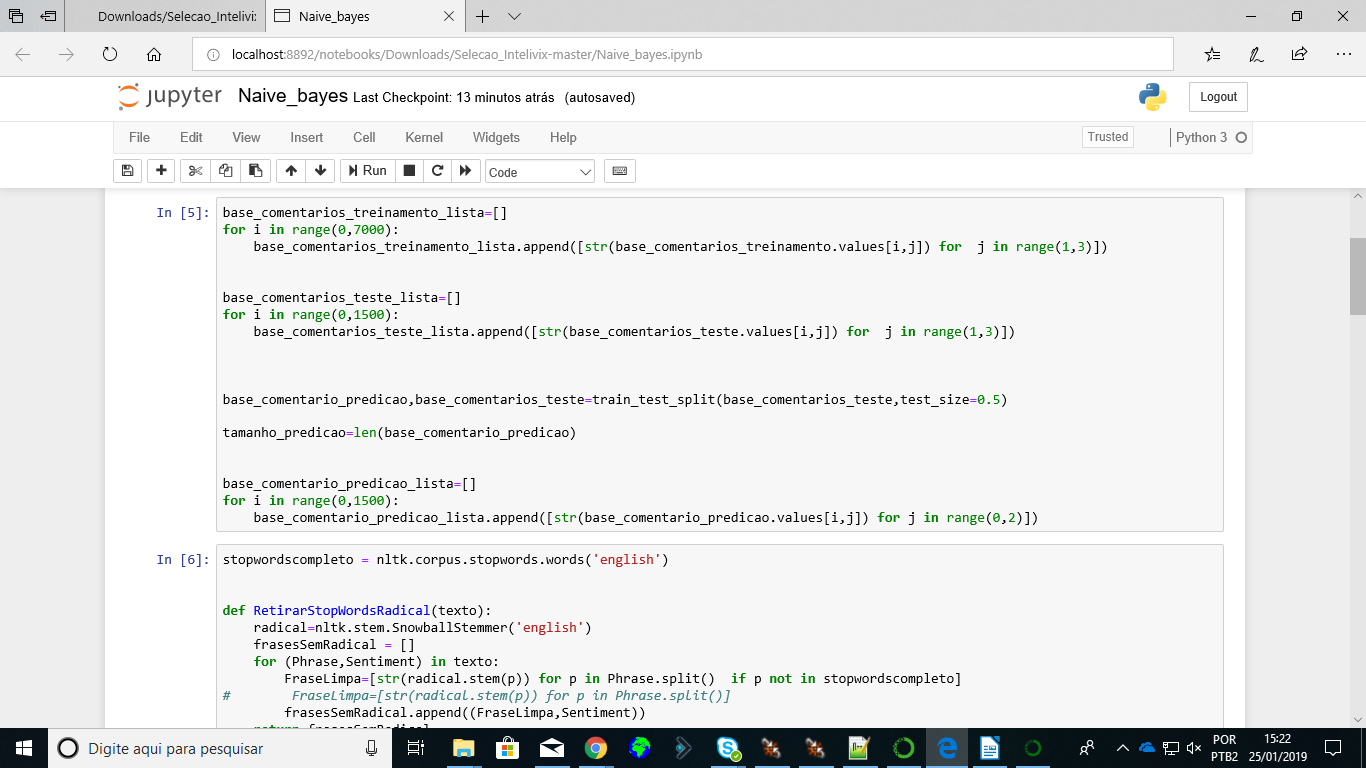 Downloads/Selecao_Intelivi
Naive_bayes
localhost:8892/notebooks/Downloads/Selecao_Intelivix-master/Naive_bayes.ipynb
jupyter Naive_bayes Last Checkpoint: 13 minutos atrás (autosaved)
Logout
File Edit View Insert Cell Kernel Widgets Help
Trusted
Python 3
Run
Code
In [5]:
base_comentarios_treinamento_lista=[]
for i in range(0,7000):
    base_comentarios_treinamento_lista.append([str(base_comentarios_treinamento.values[i,j]) for  j in range(1,3)])
base_comentarios_teste_lista=[]
for i in range(0,1500):
    base_comentarios_teste_lista.append([str(base_comentarios_teste.values[i,j]) for  j in range(1,3)])
base_comentario_predicao,base_comentarios_teste=train_test_split(base_comentarios_teste,test_size=0.5)
tamanho_predicao=len(base_comentario_predicao)
base_comentario_predicao_lista=[]
for i in range(0,1500):
    base_comentario_predicao_lista.append([str(base_comentario_predicao.values[i,j]) for j in range(0,2)])
In [6]:
stopwordscompleto = nltk.corpus.stopwords.words('english')
def RetirarStopWordsRadical(texto):
    radical=nltk.stem.SnowballStemmer('english')
    frasesSemRadical = []
    for (Phrase,Sentiment) in texto:
        FraseLimpa=[str(radical.stem(p)) for p in Phrase.split()  if p not in stopwordscompleto]
#        FraseLimpa=[str(radical.stem(p)) for p in Phrase.split()]
        frasesSemRadical.append((FraseLimpa,Sentiment))
    return frasesSemRadical
Digite aqui para pesquisar
POR
PTB2
15:22
25/01/2019